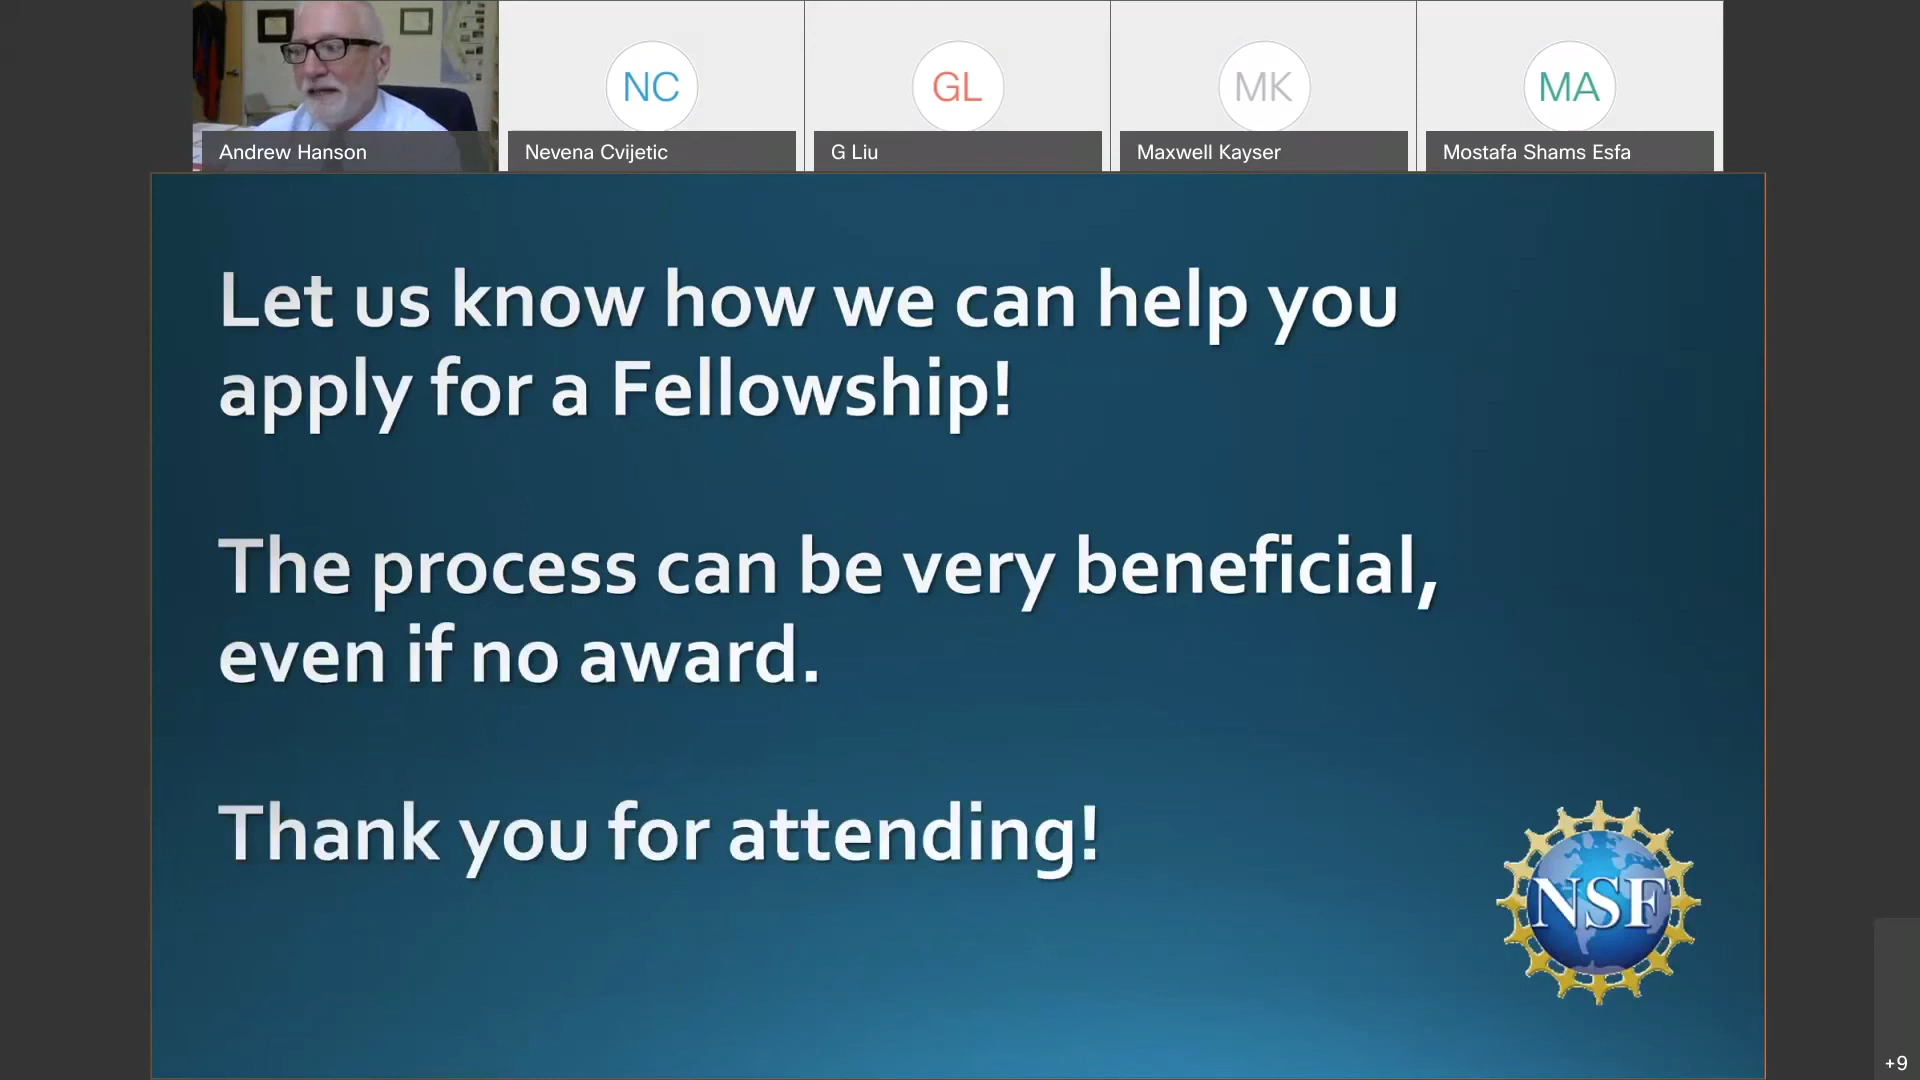 NC
GL
MK
MA
Andrew Hanson
Nevena Cvijetic
G Liu
Maxwell Kayser
Mostafa Shams Esfa
Let us know how we can help you
apply for a Fellowship!
The process can be very beneficial,
even if no award.
Thank you for attending!
NSF
+9